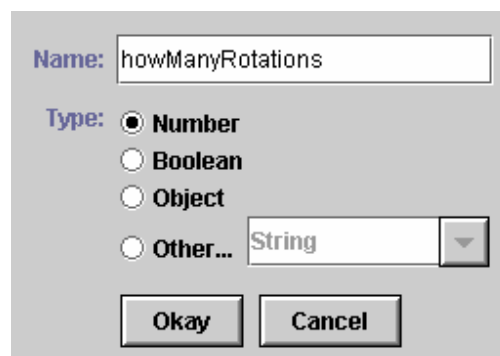 Name: howManyRotations
Type: Number
Boolean
Object
Other... String
Okay Cancel